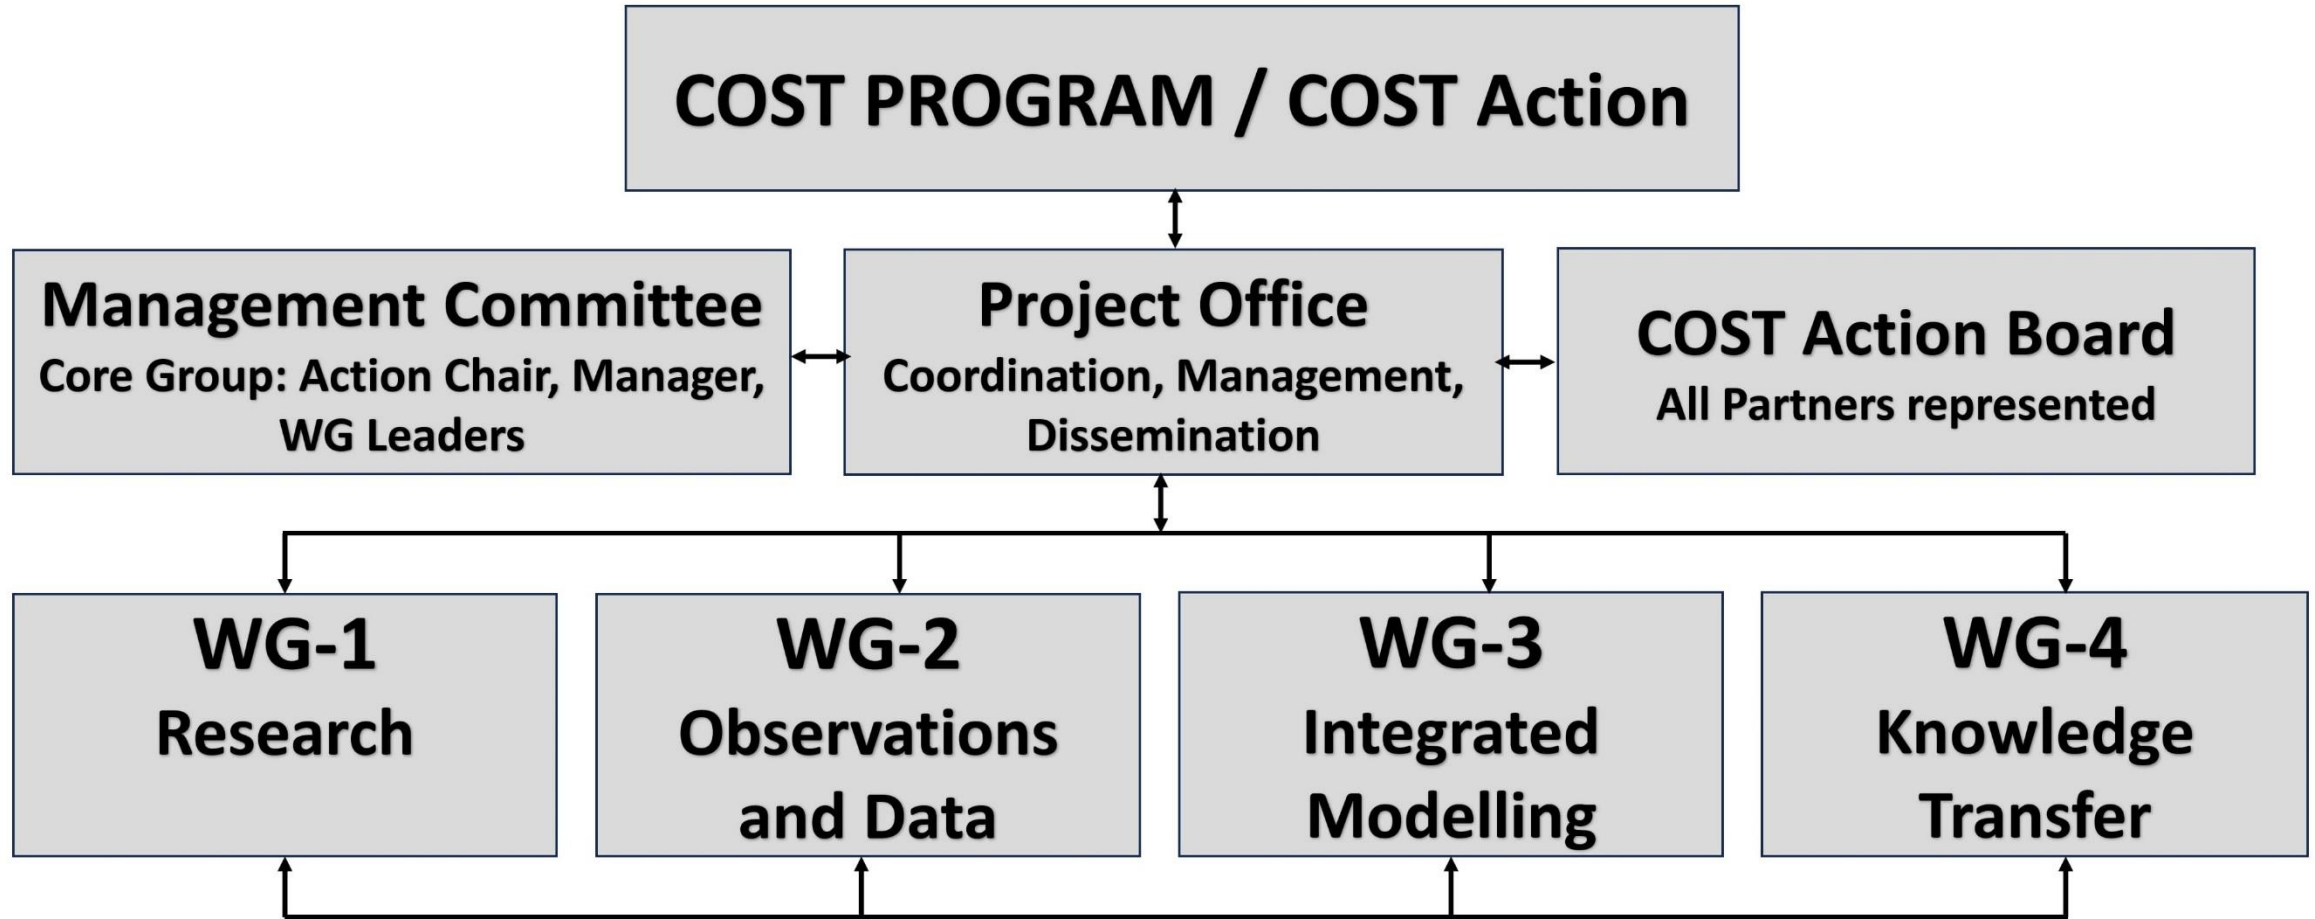 COST PROGRAM / COST Action
Management Committee
Core Group: Action Chair, Manager,
WG Leaders
Project Office
Coordination, Management,
Dissemination
COST Action Board
All Partners represented
WG-1
Research
WG-2
Observations
and Data
WG-3
Integrated
Modelling
WG-4
Knowledge
Transfer